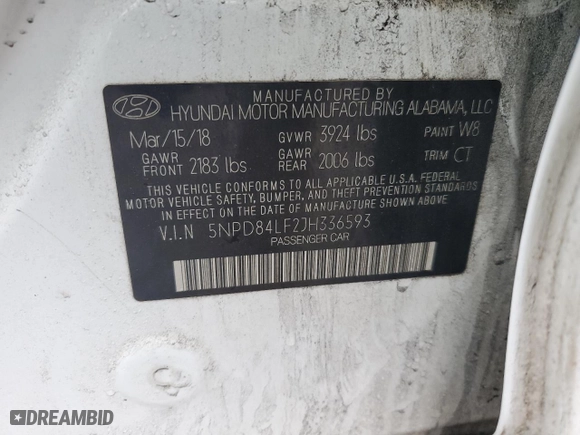 MANUFACTURED BY
HYUNDAI MOTOR MANUFACTURING ALABAMA, LLC
Mar/15/18 GVWR 3924 lbs PAINT W8
GAWR FRONT 2183 lbs GAWR REAR 2006 lbs TRIM CT
THIS VEHICLE CONFORMS TO ALL APPLICABLE U.S.A. FEDERAL
MOTOR VEHICLE SAFETY, BUMPER, AND THEFT PREVENTION STANDARDS
IN EFFECT ON THE DATE OF MANUFACTURE SHOWN ABOVE.
V.I.N 5NPD84LF2JH336593
PASSENGER CAR
DREAMBID